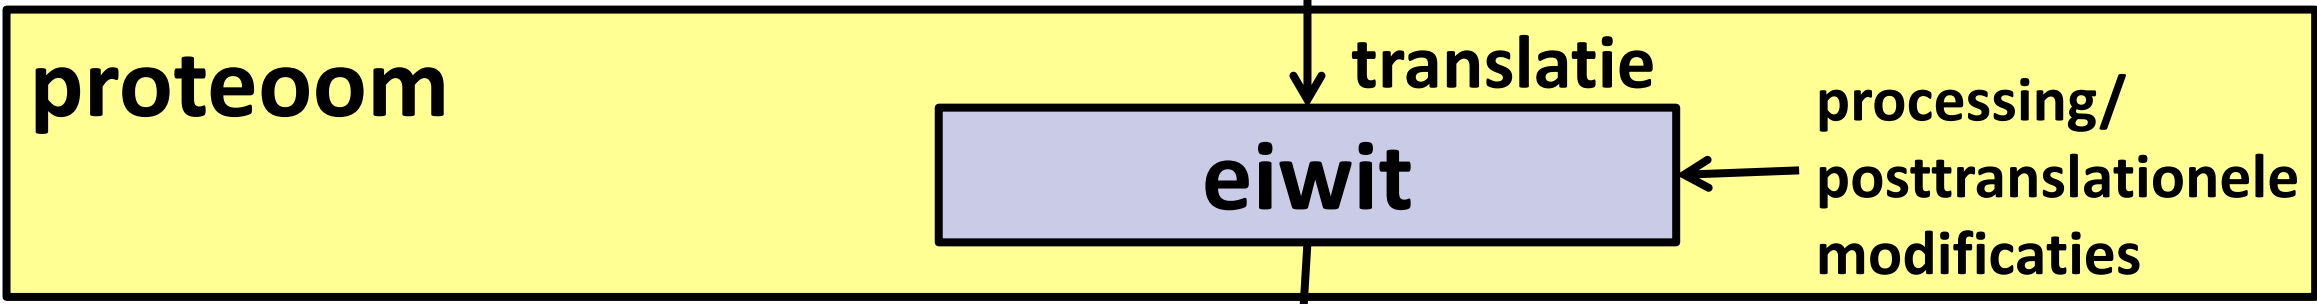 proteoom
translatie
eiwit
processing/
posttranslationele
modificaties